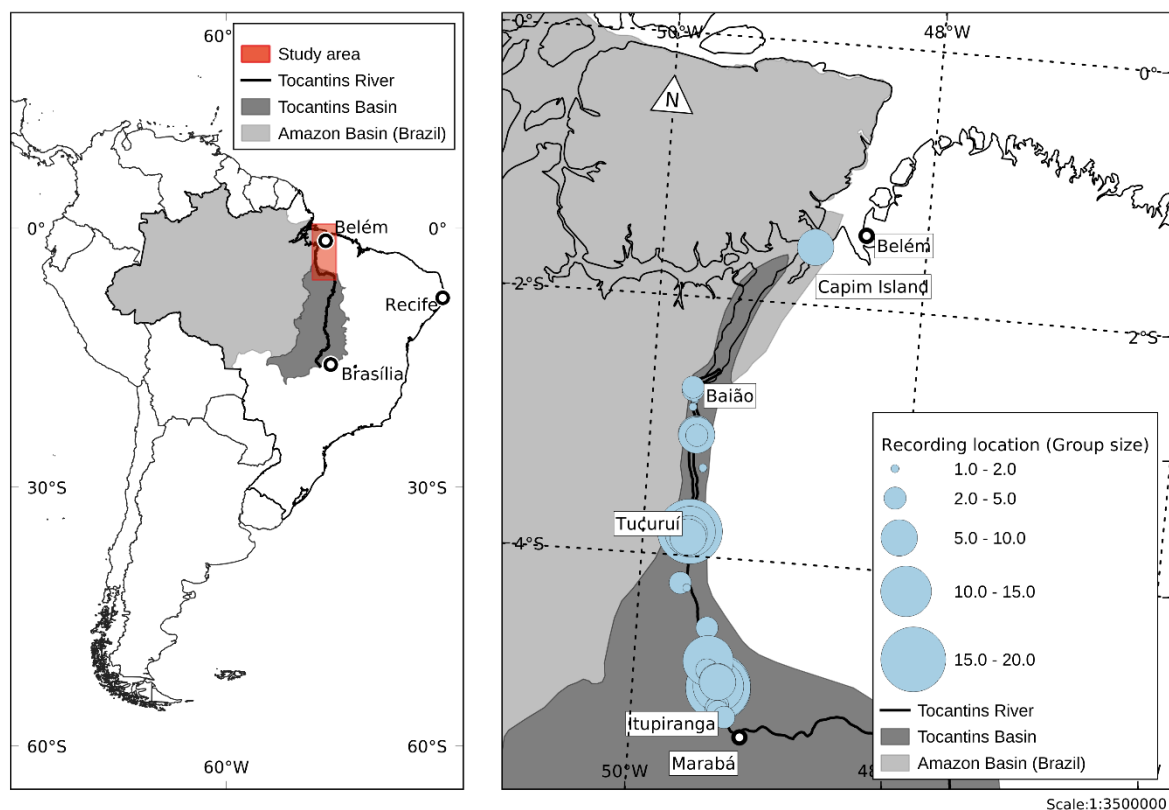 60°W
Study area
Tocantins River
Tocantins Basin
Amazon Basin (Brazil)
0°
Belém
0°
Recife
Brasília
30°S
30°S
60°S
60°S
60°W
0°
50°W
48°W
0°
N
Belém
Capim Island
2°S
2°S
Baião
Recording location (Group size)
1.0 - 2.0
2.0 - 5.0
5.0 - 10.0
10.0 - 15.0
15.0 - 20.0
Tocantins River
Tocantins Basin
Amazon Basin (Brazil)
Tucuruí
4°S
Itupiranga
Marabá
50°W
Scale:1:3500000